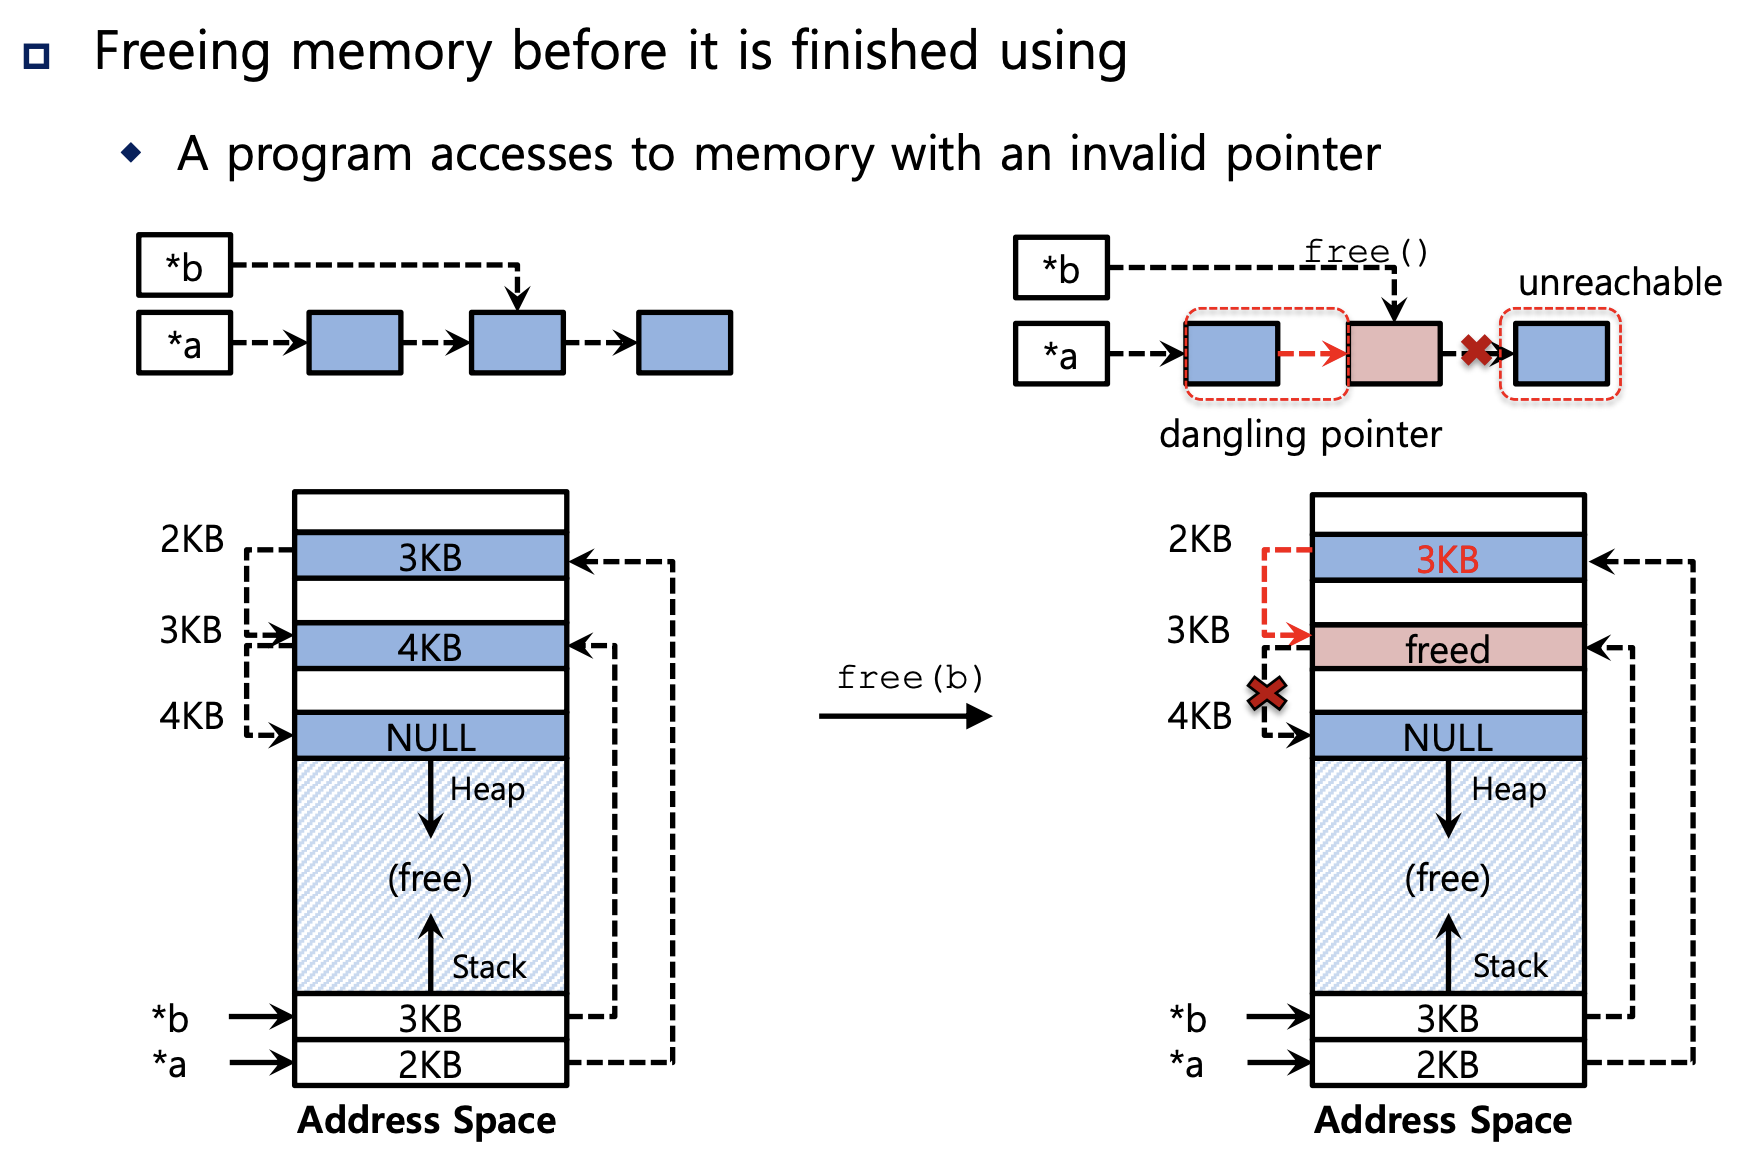 Freeing memory before it is finished using
A program accesses to memory with an invalid pointer
*b
*a
free()
*b
*a
unreachable
dangling pointer
2KB
3KB
3KB
4KB
4KB
NULL
Heap
(free)
Stack
*b
3KB
*a
2KB
Address Space
free(b)
2KB
3KB
3KB
freed
4KB
NULL
Heap
(free)
Stack
*b
3KB
*a
2KB
Address Space